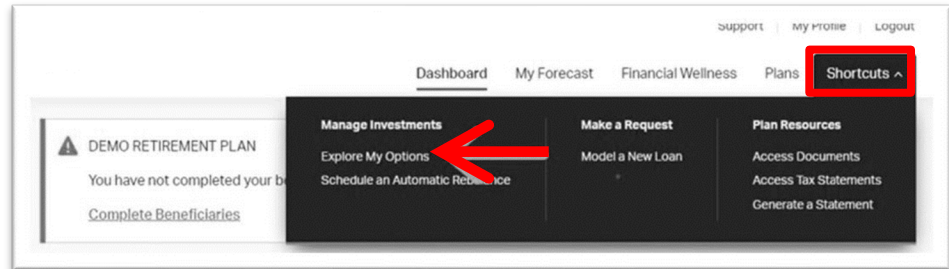 Support My Profile Logout
Dashboard My Forecast Financial Wellness Plans Shortcuts
DEMO RETIREMENT PLAN
You have not completed your
Complete Beneficiaries
Manage Investments
Explore My Options
Schedule an Automatic Rebalance
Make a Request
Model a New Loan
Plan Resources
Access Documents
Access Tax Statements
Generate a Statement